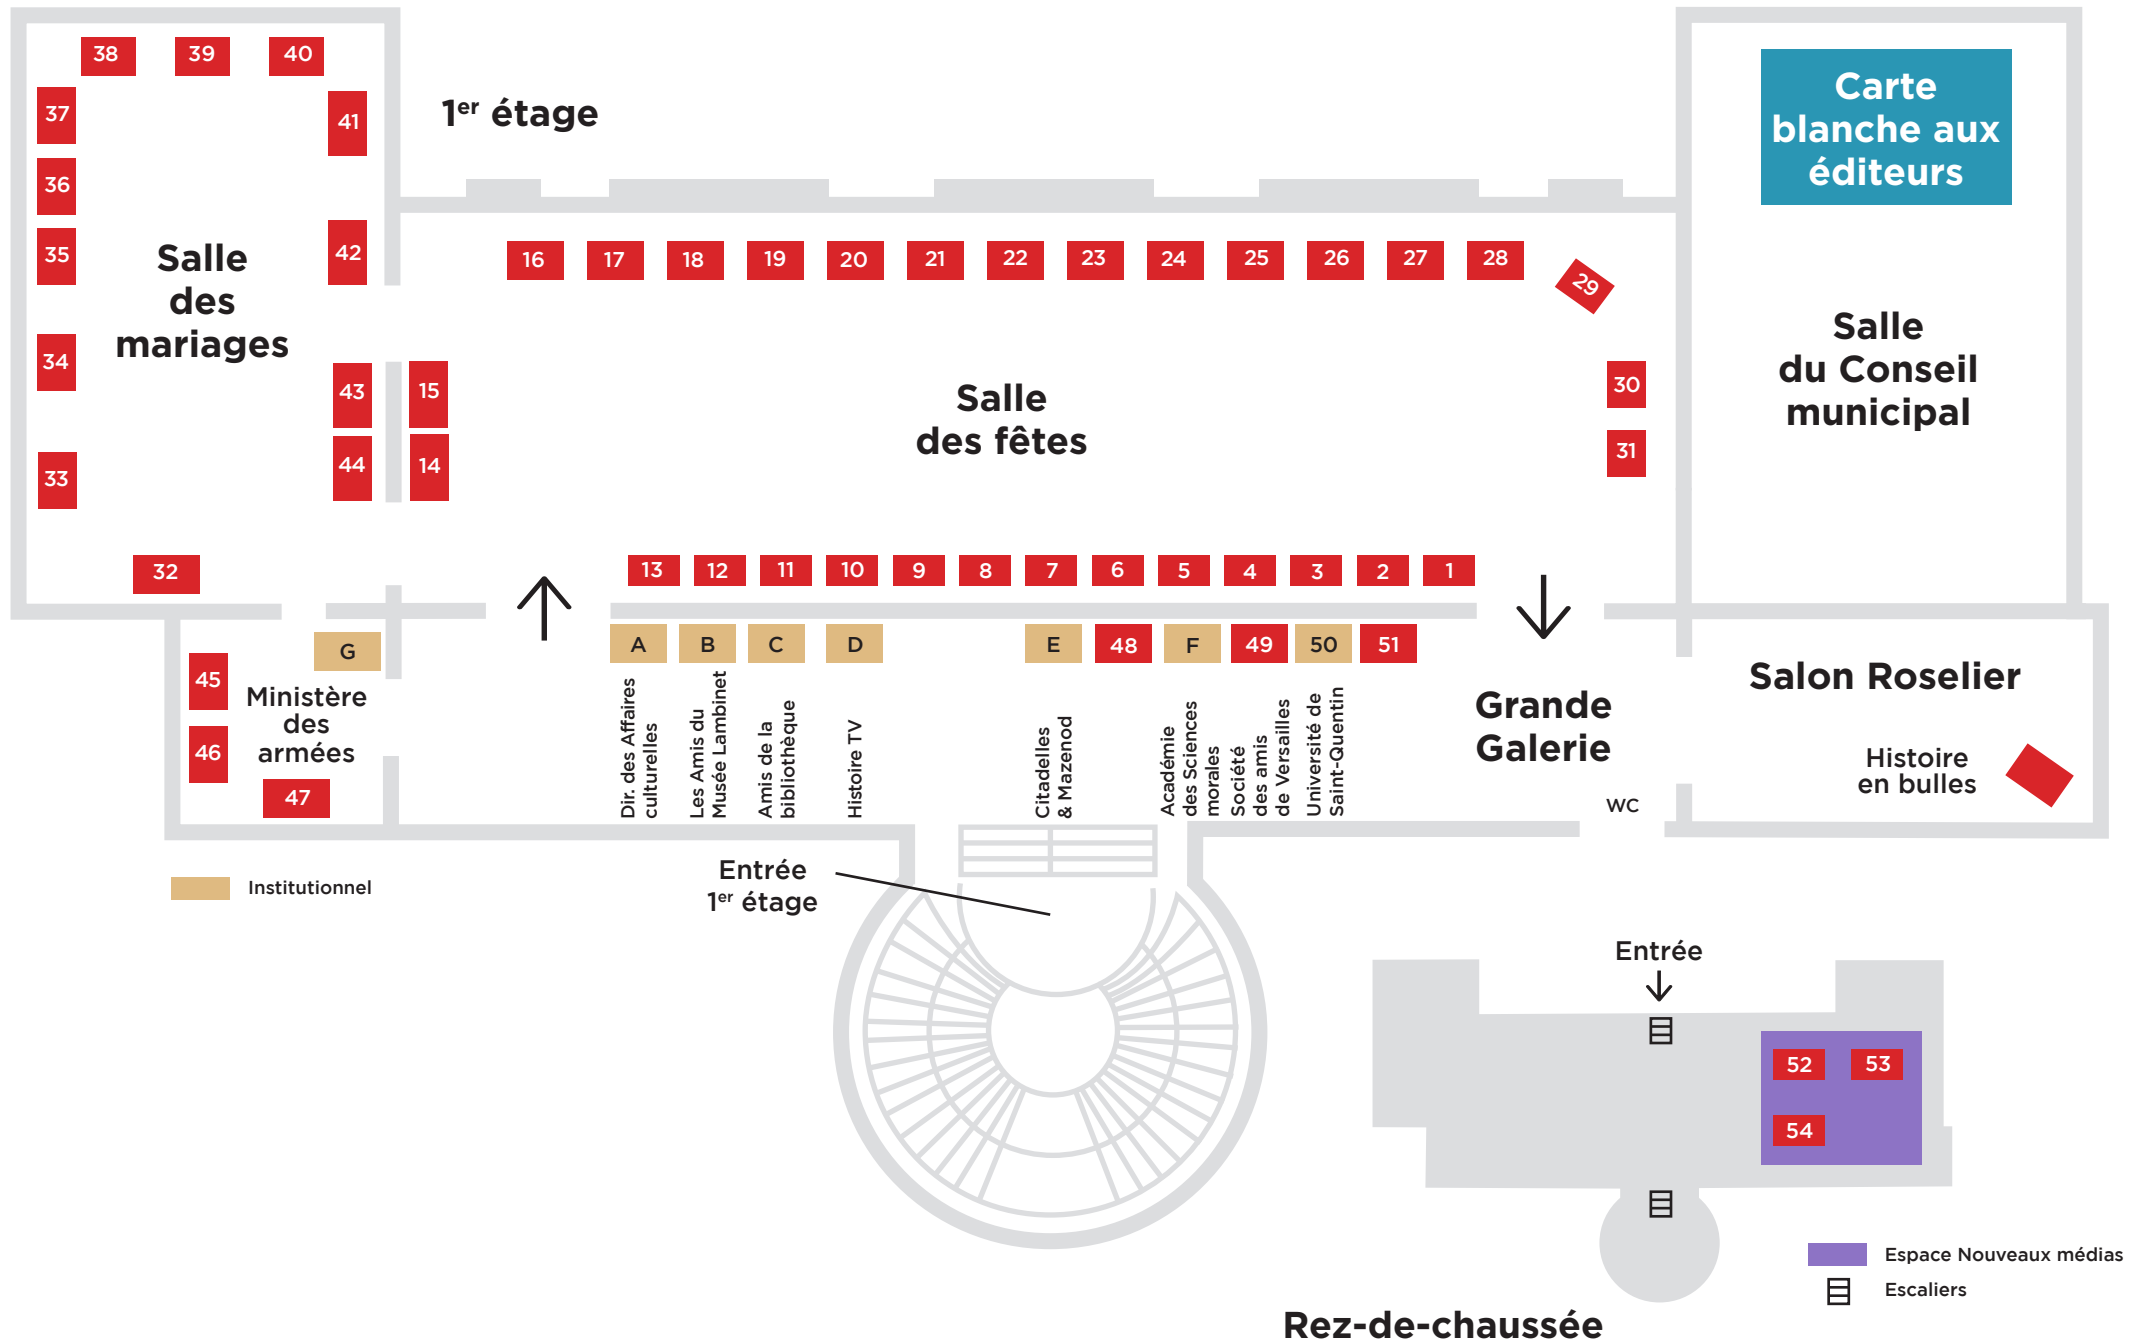 1er étage
38
39
40
37
41
36
35
42
Salle
des
mariages
34
43
33
44
32
16
17
18
19
20
21
22
23
24
25
26
27
28
29
15
14
30
31
Salle
des fêtes
13
12
11
10
9
8
7
6
5
4
3
2
1
Carte
blanche aux
éditeurs
Salle
du Conseil
municipal
G
45
46
47
Ministère
des
armées
A
B
C
D
E
48
F
49
50
51
Dir. des Affaires
culturelles
Les Amis du
Musée Lambinet
Amis de la
bibliothèque
Histoire TV
Citadelles
& Mazenod
Académie
des Sciences
morales
Société
des amis
de Versailles
Université de
Saint-Quentin
Grande
Galerie
WC
Salon Roselier
Histoire
en bulles
Institutionnel
Entrée
1er étage
Entrée
52
53
54
Espace Nouveaux médias
Escaliers
Rez-de-chaussée